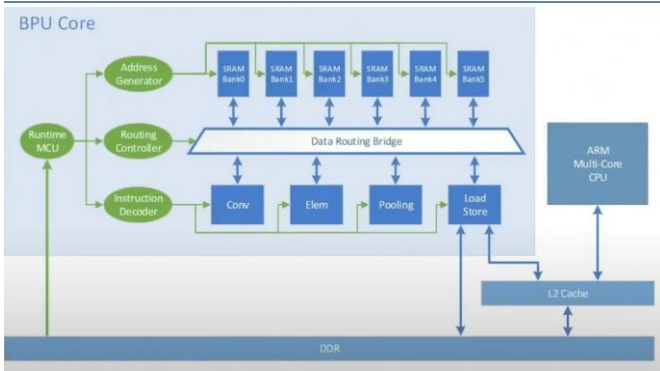 BPU Core
Address
Generator
SRAM
Bank0
SRAM
Bank1
SRAM
Bank2
SRAM
Bank3
SRAM
Bank4
SRAM
Bank5
Runtime
MCU
Routing
Controller
Data Routing Bridge
ARM
Multi-Core
CPU
Instruction
Decoder
Conv
Elem
Pooling
Load
Store
L2 Cache
DDR